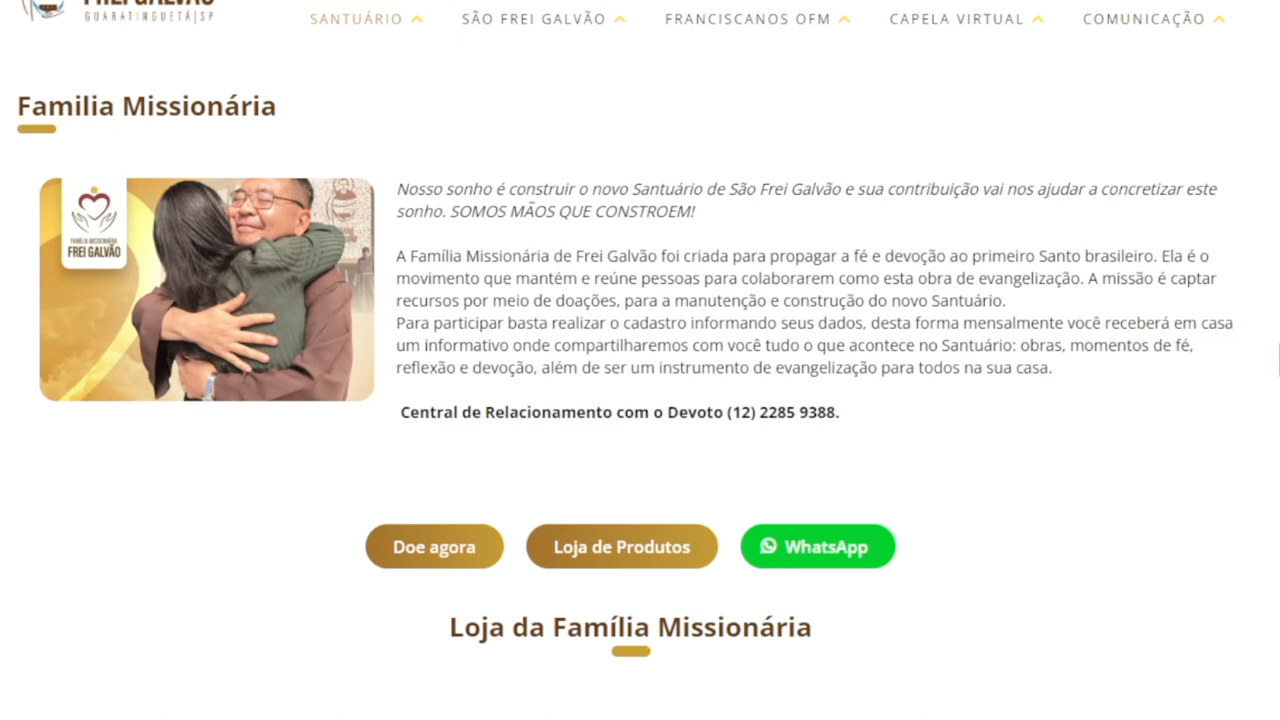 FREI GALVÃO
GUARATINGUETÁ|SP
SANTUÁRIO
SÃO FREI GALVÃO
FRANCISCANOS OFM
CAPELA VIRTUAL
COMUNICAÇÃO
Familia Missionária
FAMÍLIA MISSIONÁRIA
FREI GALVÃO
Nosso sonho é construir o novo Santuário de São Frei Galvão e sua contribuição vai nos ajudar a concretizar este
sonho. SOMOS MÃOS QUE CONSTROEM!
A Família Missionária de Frei Galvão foi criada para propagar a fé e devoção ao primeiro Santo brasileiro. Ela é o
movimento que mantém e reúne pessoas para colaborarem como esta obra de evangelização. A missão é captar
recursos por meio de doações, para a manutenção e construção do novo Santuário.
Para participar basta realizar o cadastro informando seus dados, desta forma mensalmente você receberá em casa
um informativo onde compartilharemos com você tudo o que acontece no Santuário: obras, momentos de fé,
reflexão e devoção, além de ser um instrumento de evangelização para todos na sua casa.
Central de Relacionamento com o Devoto (12) 2285 9388.
Doe agora
Loja de Produtos
WhatsApp
Loja da Família Missionária